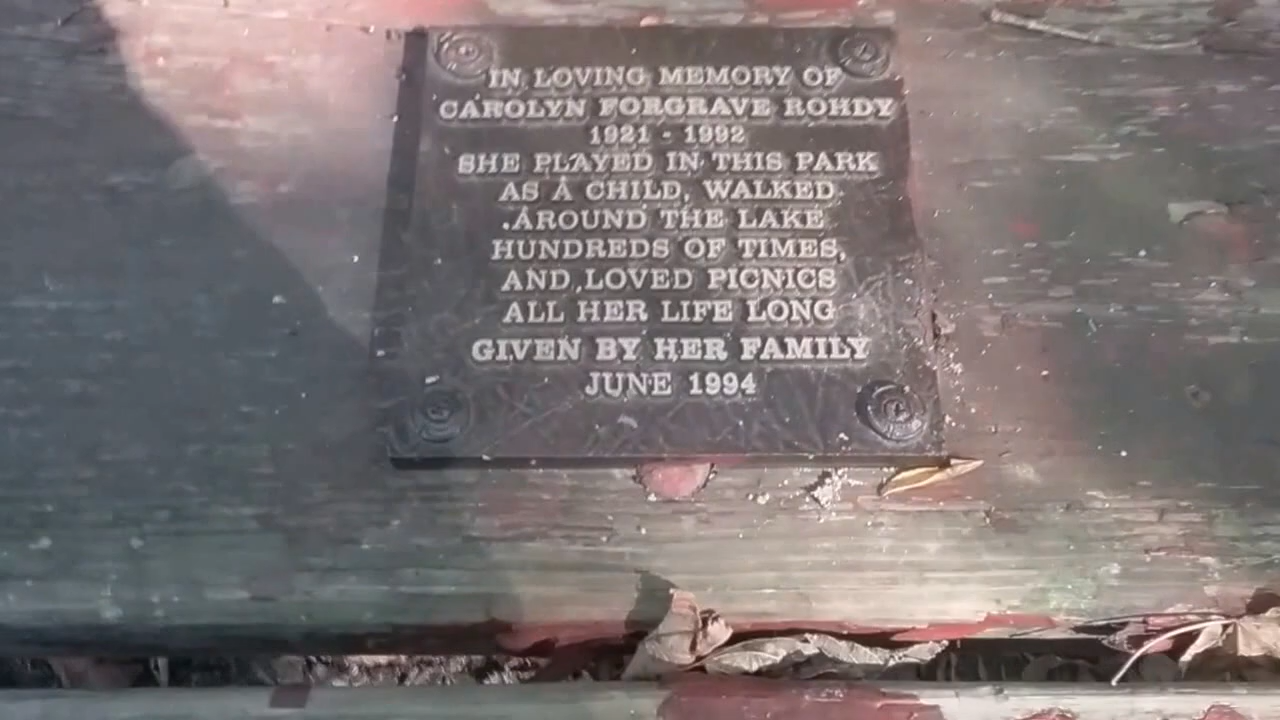 IN LOVING MEMORY OF
CAROLYN FORGRAVE ROHDY
1921 - 1992
SHE PLAYED IN THIS PARK
AS A CHILD, WALKED
AROUND THE LAKE
HUNDREDS OF TIMES,
AND LOVED PICNICS
ALL HER LIFE LONG
GIVEN BY HER FAMILY
JUNE 1994